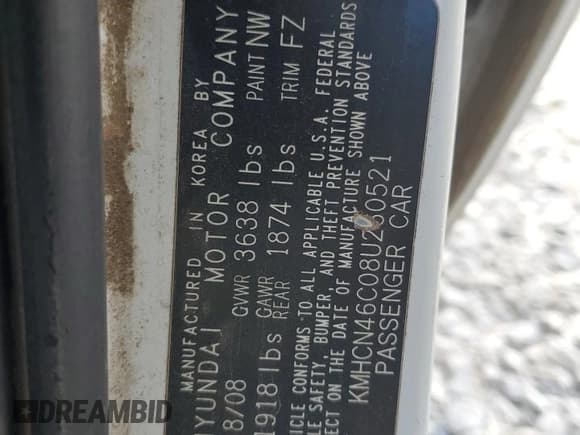 MANUFACTURED IN KOREA BY
HYUNDAI MOTOR COMPANY
8/08 GVWR 3638 lbs PAINT NW
1918 lbs GAWR REAR 1874 lbs TRIM FZ
ICLE CONFORMS TO ALL APPLICABLE U.S.A. FEDERAL
LE SAFETY, BUMPER, AND THEFT PREVENTION STANDARDS
ECT ON THE DATE OF MANUFACTURE SHOWN ABOVE
PASSENGER CAR
DREAMBID